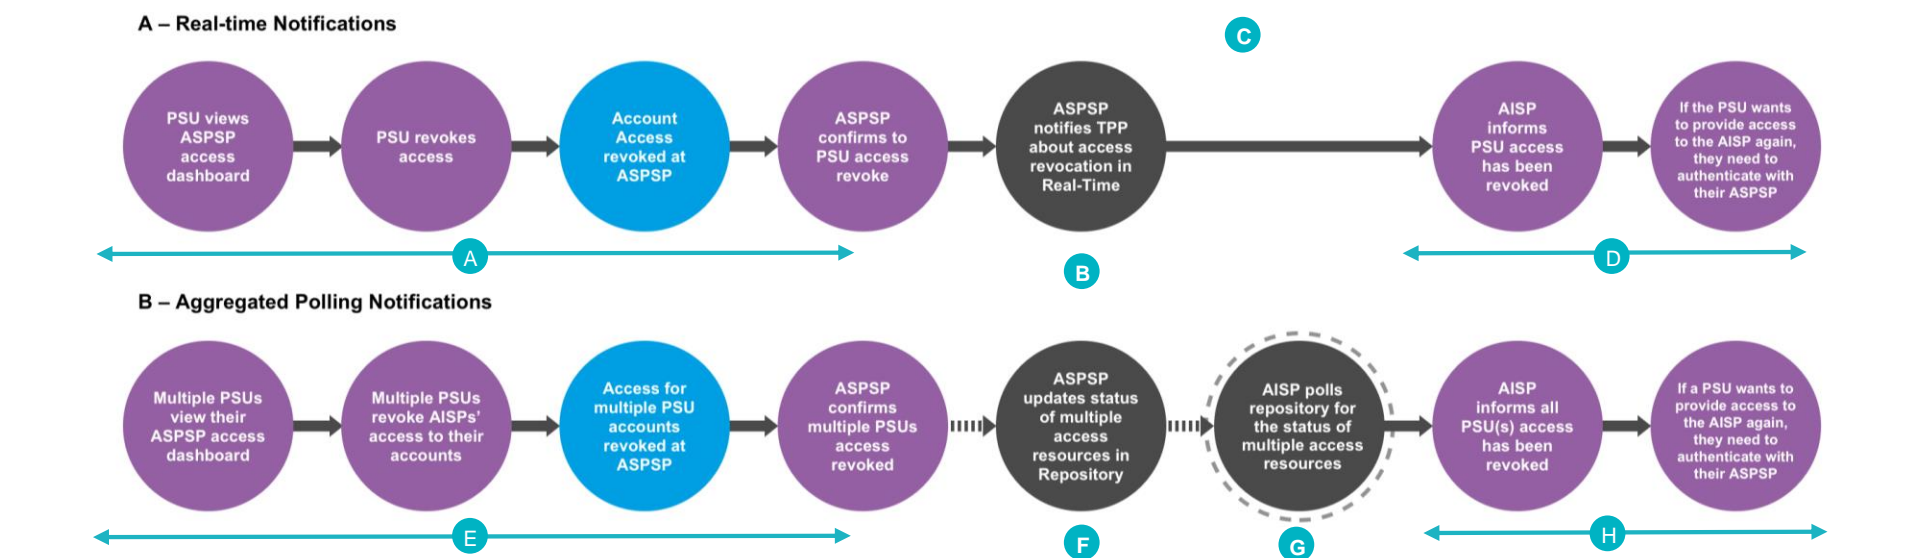 A – Real-time Notifications
C
PSU views
ASPSP
access
dashboard
PSU revokes
access
Account
Access
revoked at
ASPSP
ASPSP
confirms to
PSU access
revoke
ASPSP
notifies TPP
about access
revocation in
Real-Time
AISP
informs
PSU access
has been
revoked
If the PSU wants
to provide access
to the AISP again,
they need to
authenticate with
their ASPSP
A
B
D
B – Aggregated Polling Notifications
Multiple PSUs
view their
ASPSP access
dashboard
Multiple PSUs
revoke AISPs’
access to their
accounts
Access for
multiple PSU
accounts
revoked at
ASPSP
ASPSP
confirms
multiple PSUs
access
revoked
ASPSP
updates status
of multiple
access
resources in
Repository
AISP polls
repository for
the status of
multiple access
resources
AISP
informs all
PSU(s) access
has been
revoked
If a PSU wants to
provide access to
the AISP again,
they need to
authenticate with
their ASPSP
E
F
G
H